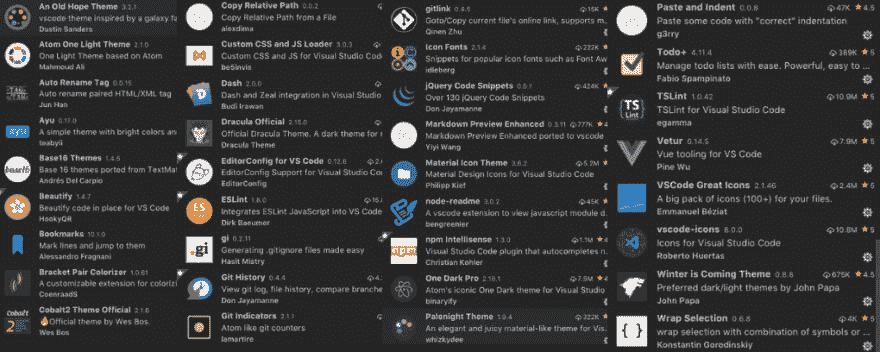 An Old Hope Theme 3.2.1
vscode theme inspired by a galaxy fa
Dustin Sanders
Atom One Light Theme 2.1.0
One Light Theme based on Atom
Mahmoud Ali
Auto Rename Tag 0.0.15
Auto rename paired HTML/XML tag
Jun Han
Ayu 0.17.0
A simple theme with bright colors and
teabyii
Base16 Themes 1.4.5
Base 16 themes ported from TextMat
Andrés Del Carpio
Beautify 1.4.7
Beautify code in place for VS Code
HookyQR
Bookmarks 10.1.0
Mark lines and jump to them
Alessandro Fragnani
Bracket Pair Colorizer 1.0.61
A customizable extension for coloriz
CoenraadS
Cobalt2 Theme Official 2.1.6
Official theme by Wes Bos.
Wes Bos
Copy Relative Path 0.0.2
Copy Relative Path from a File
alexdima
Custom CSS and JS Loader 5.0.3
Custom CSS and JS for Visual Studio Code
be5invis
Dash 2.0.0
Dash and Zeal integration in Visual Studio
Budi Irawan
Dracula Official 2.15.0
Official Dracula Theme. A dark theme for
Dracula Theme
EditorConfig for VS Code 0.12.8
EditorConfig Support for Visual Studio Co
EditorConfig
ESLint 1.8.0
Integrates ESLint JavaScript into VS Code
Dirk Baeumer
.gi
gi 0.2.11
Generating .gitignore files made easy
Hasit Mistry
Git History 0.4.4
View git log, file history, compare branche
Don Jayamanne
Git Indicators 2.1.1
Atom like git counters
lamartire
gitlink 0.4.5 15K
Goto/Copy current file's online link, supports m.
Qinen Zhu
Icon Fonts 2.1.4 222K
Snippets for popular icon fonts such as Font Aw
idleberg
jQuery Code Snippets 424K
Over 130 jQuery Code Snippets
Don Jayamanne
Markdown Preview Enhanced 0.3.11 777K 4
Markdown Preview Enhanced ported to vscode
Yiyi Wang
Material Icon Theme 3.6.2 5.2M
Material Design Icons for Visual Studio Code
Philipp Kief
node-readme 3.0.2 45K
A vscode extension to view javascript module d.
bengreenier
npm
npm Intellisense 1.3.0 1.1M 4
Visual Studio Code plugin that autocompletes n.
Christian Kohler
One Dark Pro 2.19.1 7.9M 4
Atom's iconic One Dark theme for Visual Studio
binaryify
Palenight Theme 1.9.4 322K
An elegant and juicy material-like theme for Vis.
whizkydee
Paste and Indent 0.0.8 47K 4.5
Paste some code with "correct" indentation
g3rry
Todo+ 4.11.4 389K 5
Manage todo lists with ease. Powerful, easy to ...
Fabio Spampinato
TS
Lint
TSLint 1.0.42 10.9M 5
TSLint for Visual Studio Code
egamma
Vetur 0.14.5 7.9M 5
Vue tooling for VS Code
Pine Wu
VSCode Great Icons 2.1.46 2.4M 5
A big pack of icons (100+) for your files.
Emmanuel Béziat
vscode-icons 8.0.0 10.8M 5
Icons for Visual Studio Code
Roberto Huertas
Winter is Coming Theme 0.8.8 675K 4.5
Preferred dark/light themes by John Papa
John Papa
{ }
Wrap Selection 0.6.8 4K 5
wrap selection with combination of symbols or ...
Konstantin Gorodinskiy